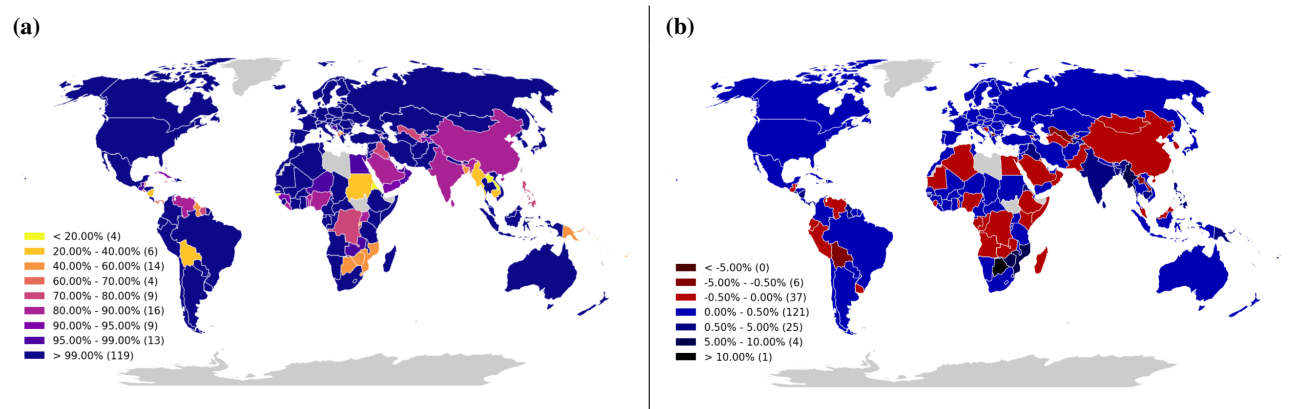 (a)
< 20.00% (4)
20.00% - 40.00% (6)
40.00% - 60.00% (14)
60.00% - 70.00% (4)
70.00% - 80.00% (9)
80.00% - 90.00% (16)
90.00% - 95.00% (9)
95.00% - 99.00% (13)
> 99.00% (119)
(b)
< -5.00% (0)
-5.00% - -0.50% (6)
-0.50% - 0.00% (37)
0.00% - 0.50% (121)
0.50% - 5.00% (25)
5.00% - 10.00% (4)
> 10.00% (1)